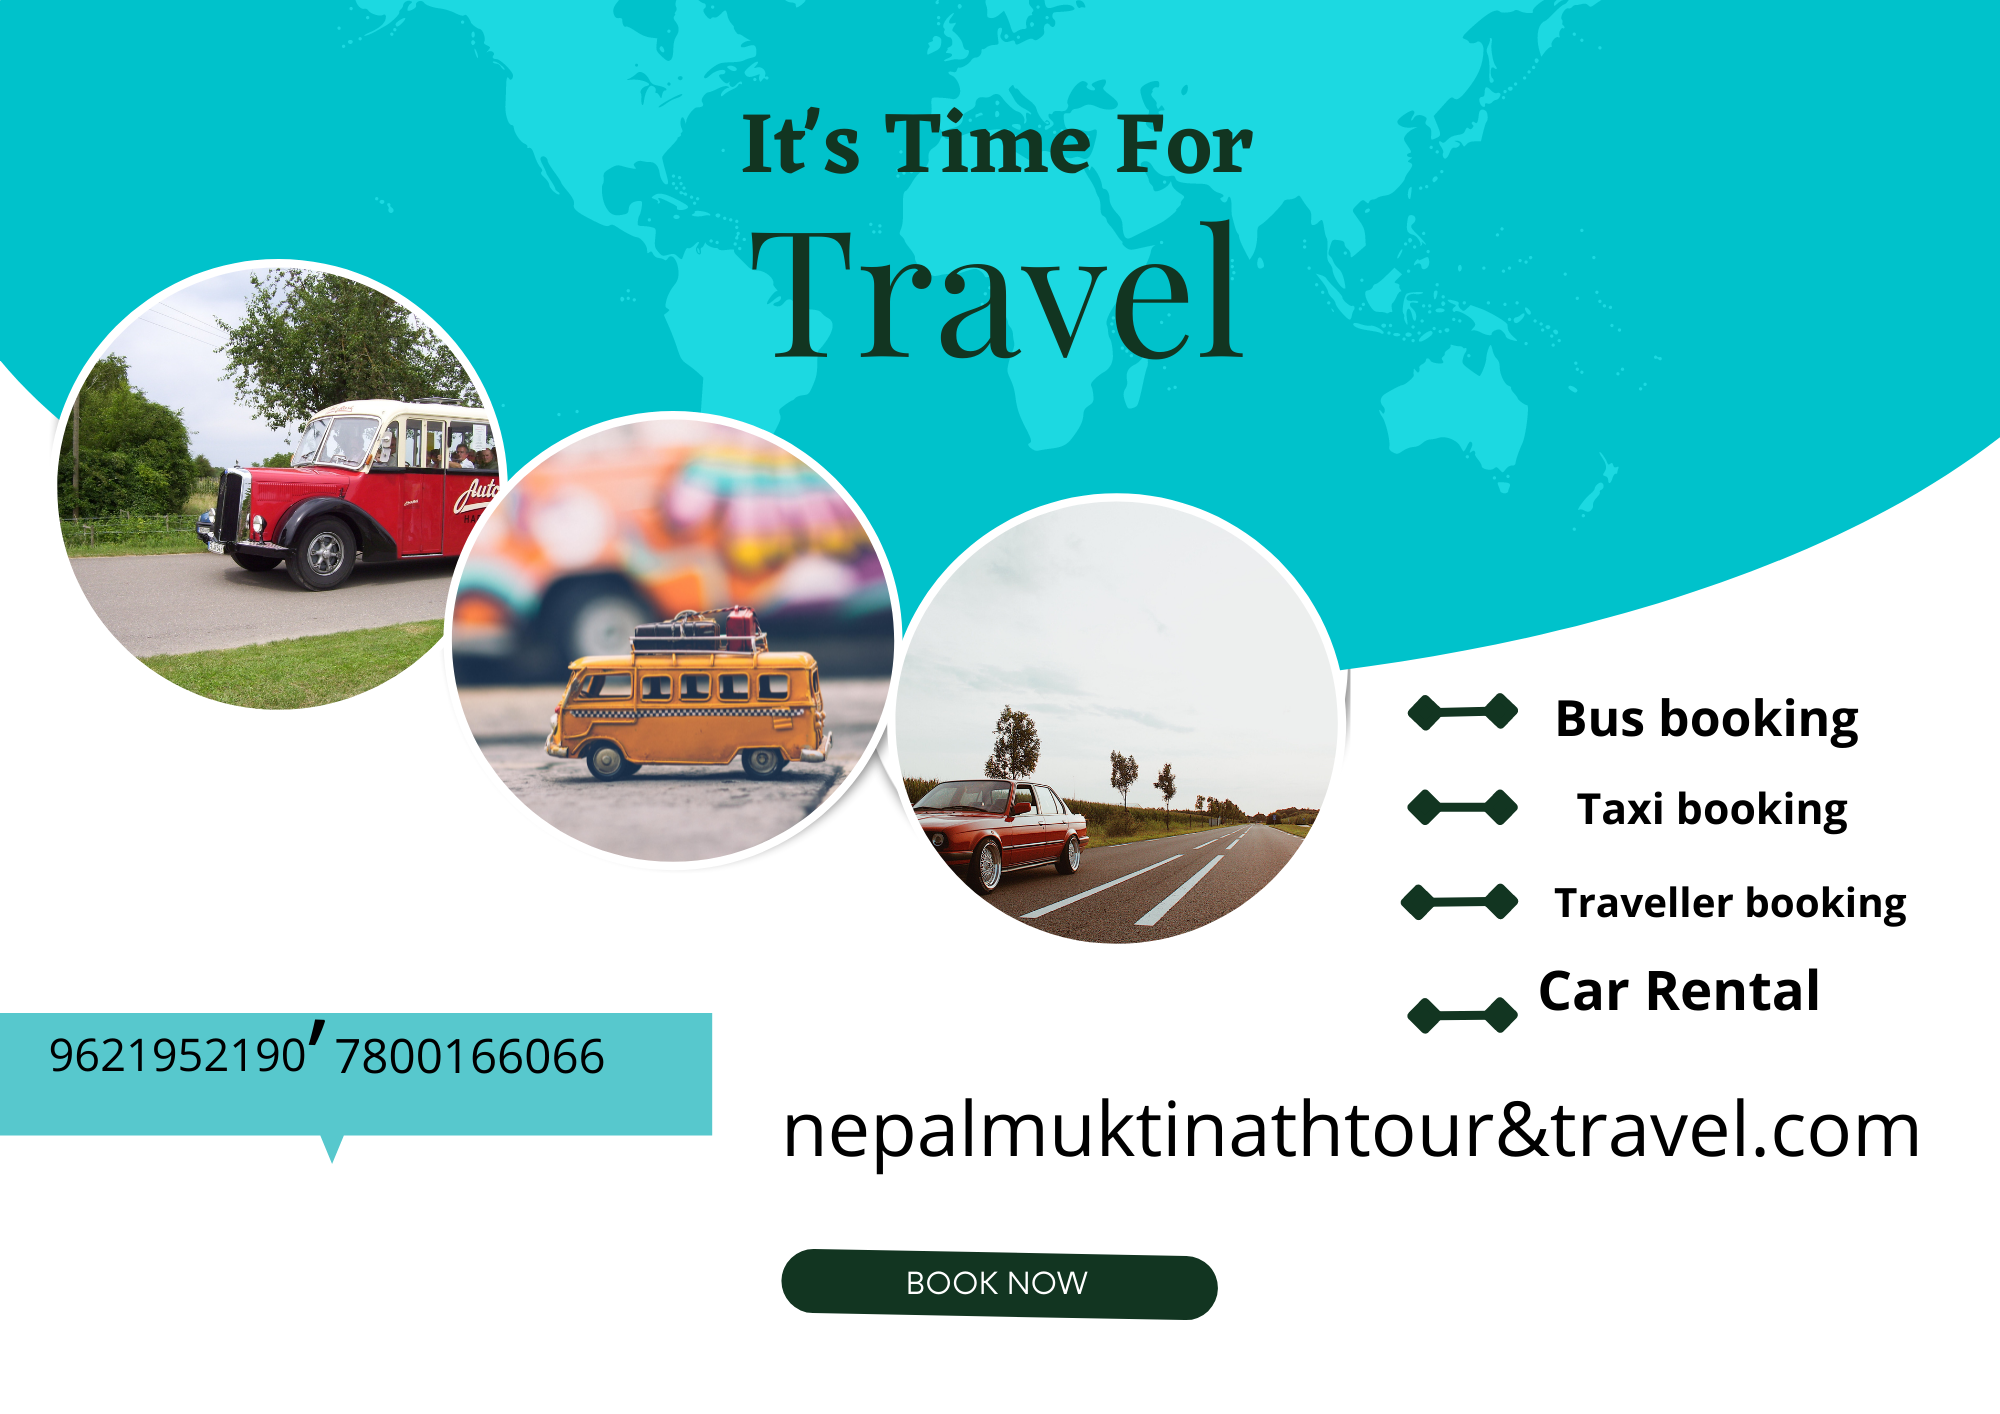 It's Time For
Travel
Auto
Bus booking
Taxi booking
Traveller booking
Car Rental
9621952190, 7800166066
nepalmuktinathtour&travel.com
BOOK NOW